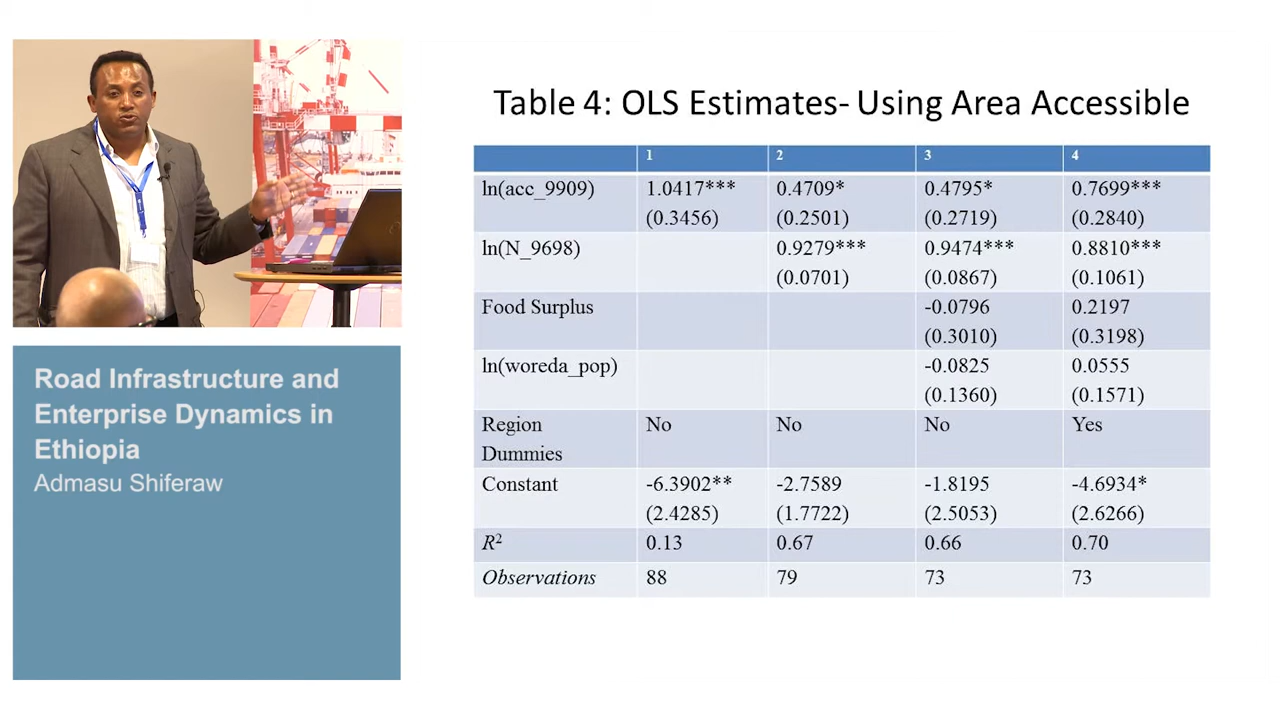 Table 4: OLS Estimates- Using Area Accessible
1 2 3 4
ln(acc_9909) 1.0417*** 0.4709* 0.4795* 0.7699***
(0.3456) (0.2501) (0.2719) (0.2840)
ln(N_9698) 0.9279*** 0.9474*** 0.8810***
(0.0701) (0.0867) (0.1061)
Food Surplus -0.0796 0.2197
(0.3010) (0.3198)
ln(woreda_pop) -0.0825 0.0555
(0.1360) (0.1571)
Region No No No Yes
Dummies
Constant -6.3902** -2.7589 -1.8195 -4.6934*
(2.4285) (1.7722) (2.5053) (2.6266)
R² 0.13 0.67 0.66 0.70
Observations 88 79 73 73
Road Infrastructure and
Enterprise Dynamics in
Ethiopia
Admasu Shiferaw